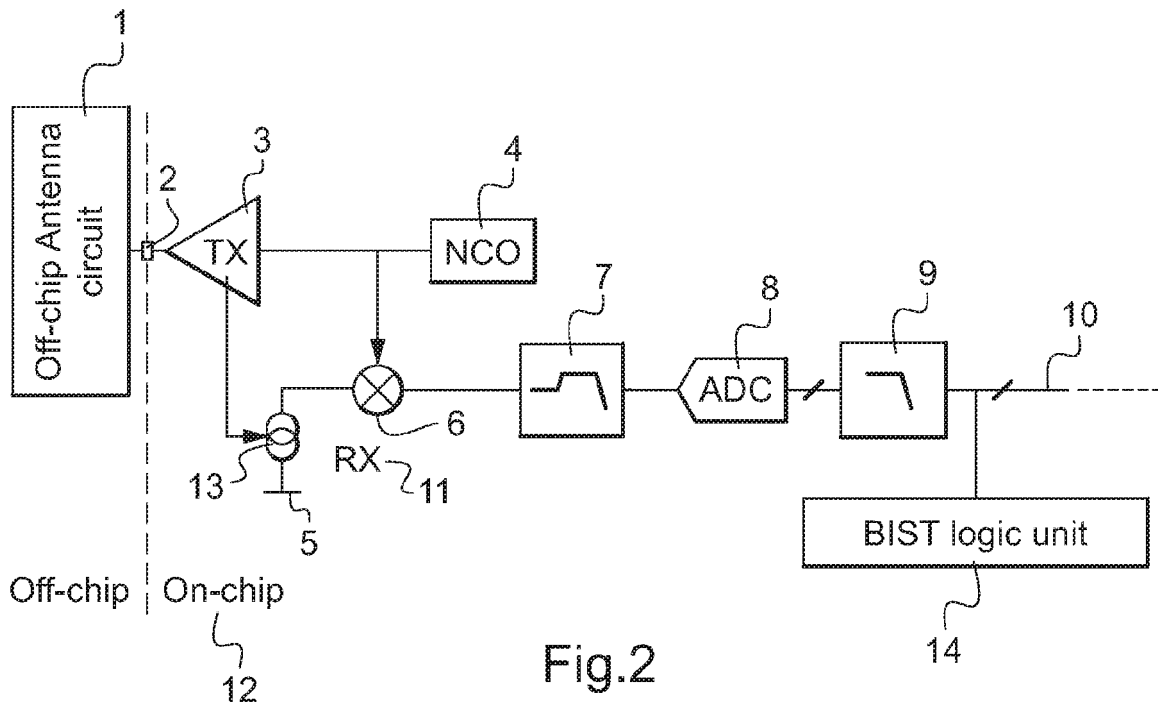 1
Off-chip Antenna
circuit
2
3
TX
4
NCO
13
5
6
RX
11
7
8
ADC
9
10
BIST logic unit
14
Off-chip
On-chip
12
Fig.2